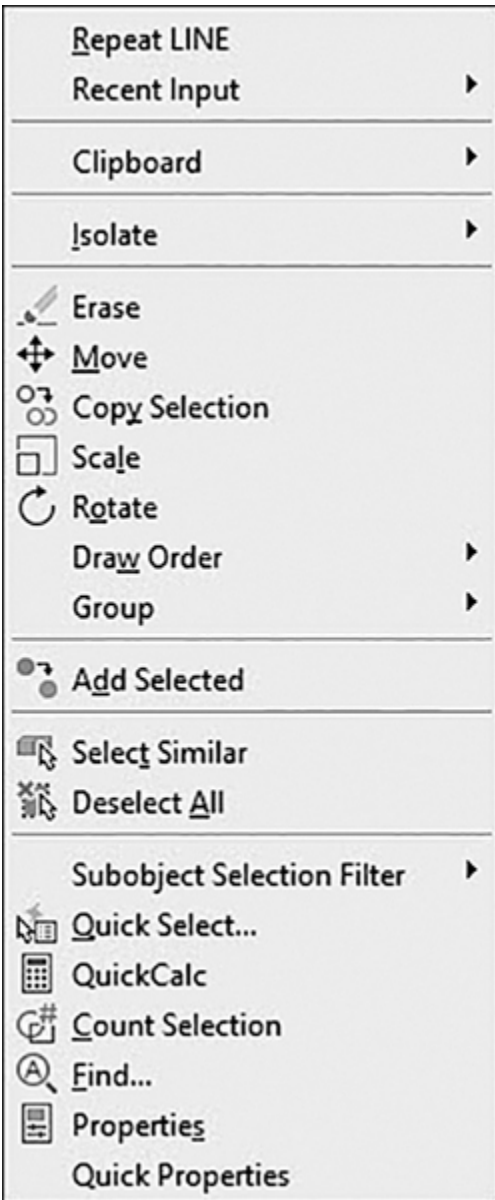 Repeat LINE
Recent Input
Clipboard
Isolate
Erase
Move
Copy Selection
Scale
Rotate
Draw Order
Group
Add Selected
Select Similar
Deselect All
Subobject Selection Filter
Quick Select...
QuickCalc
Count Selection
Find...
Properties
Quick Properties